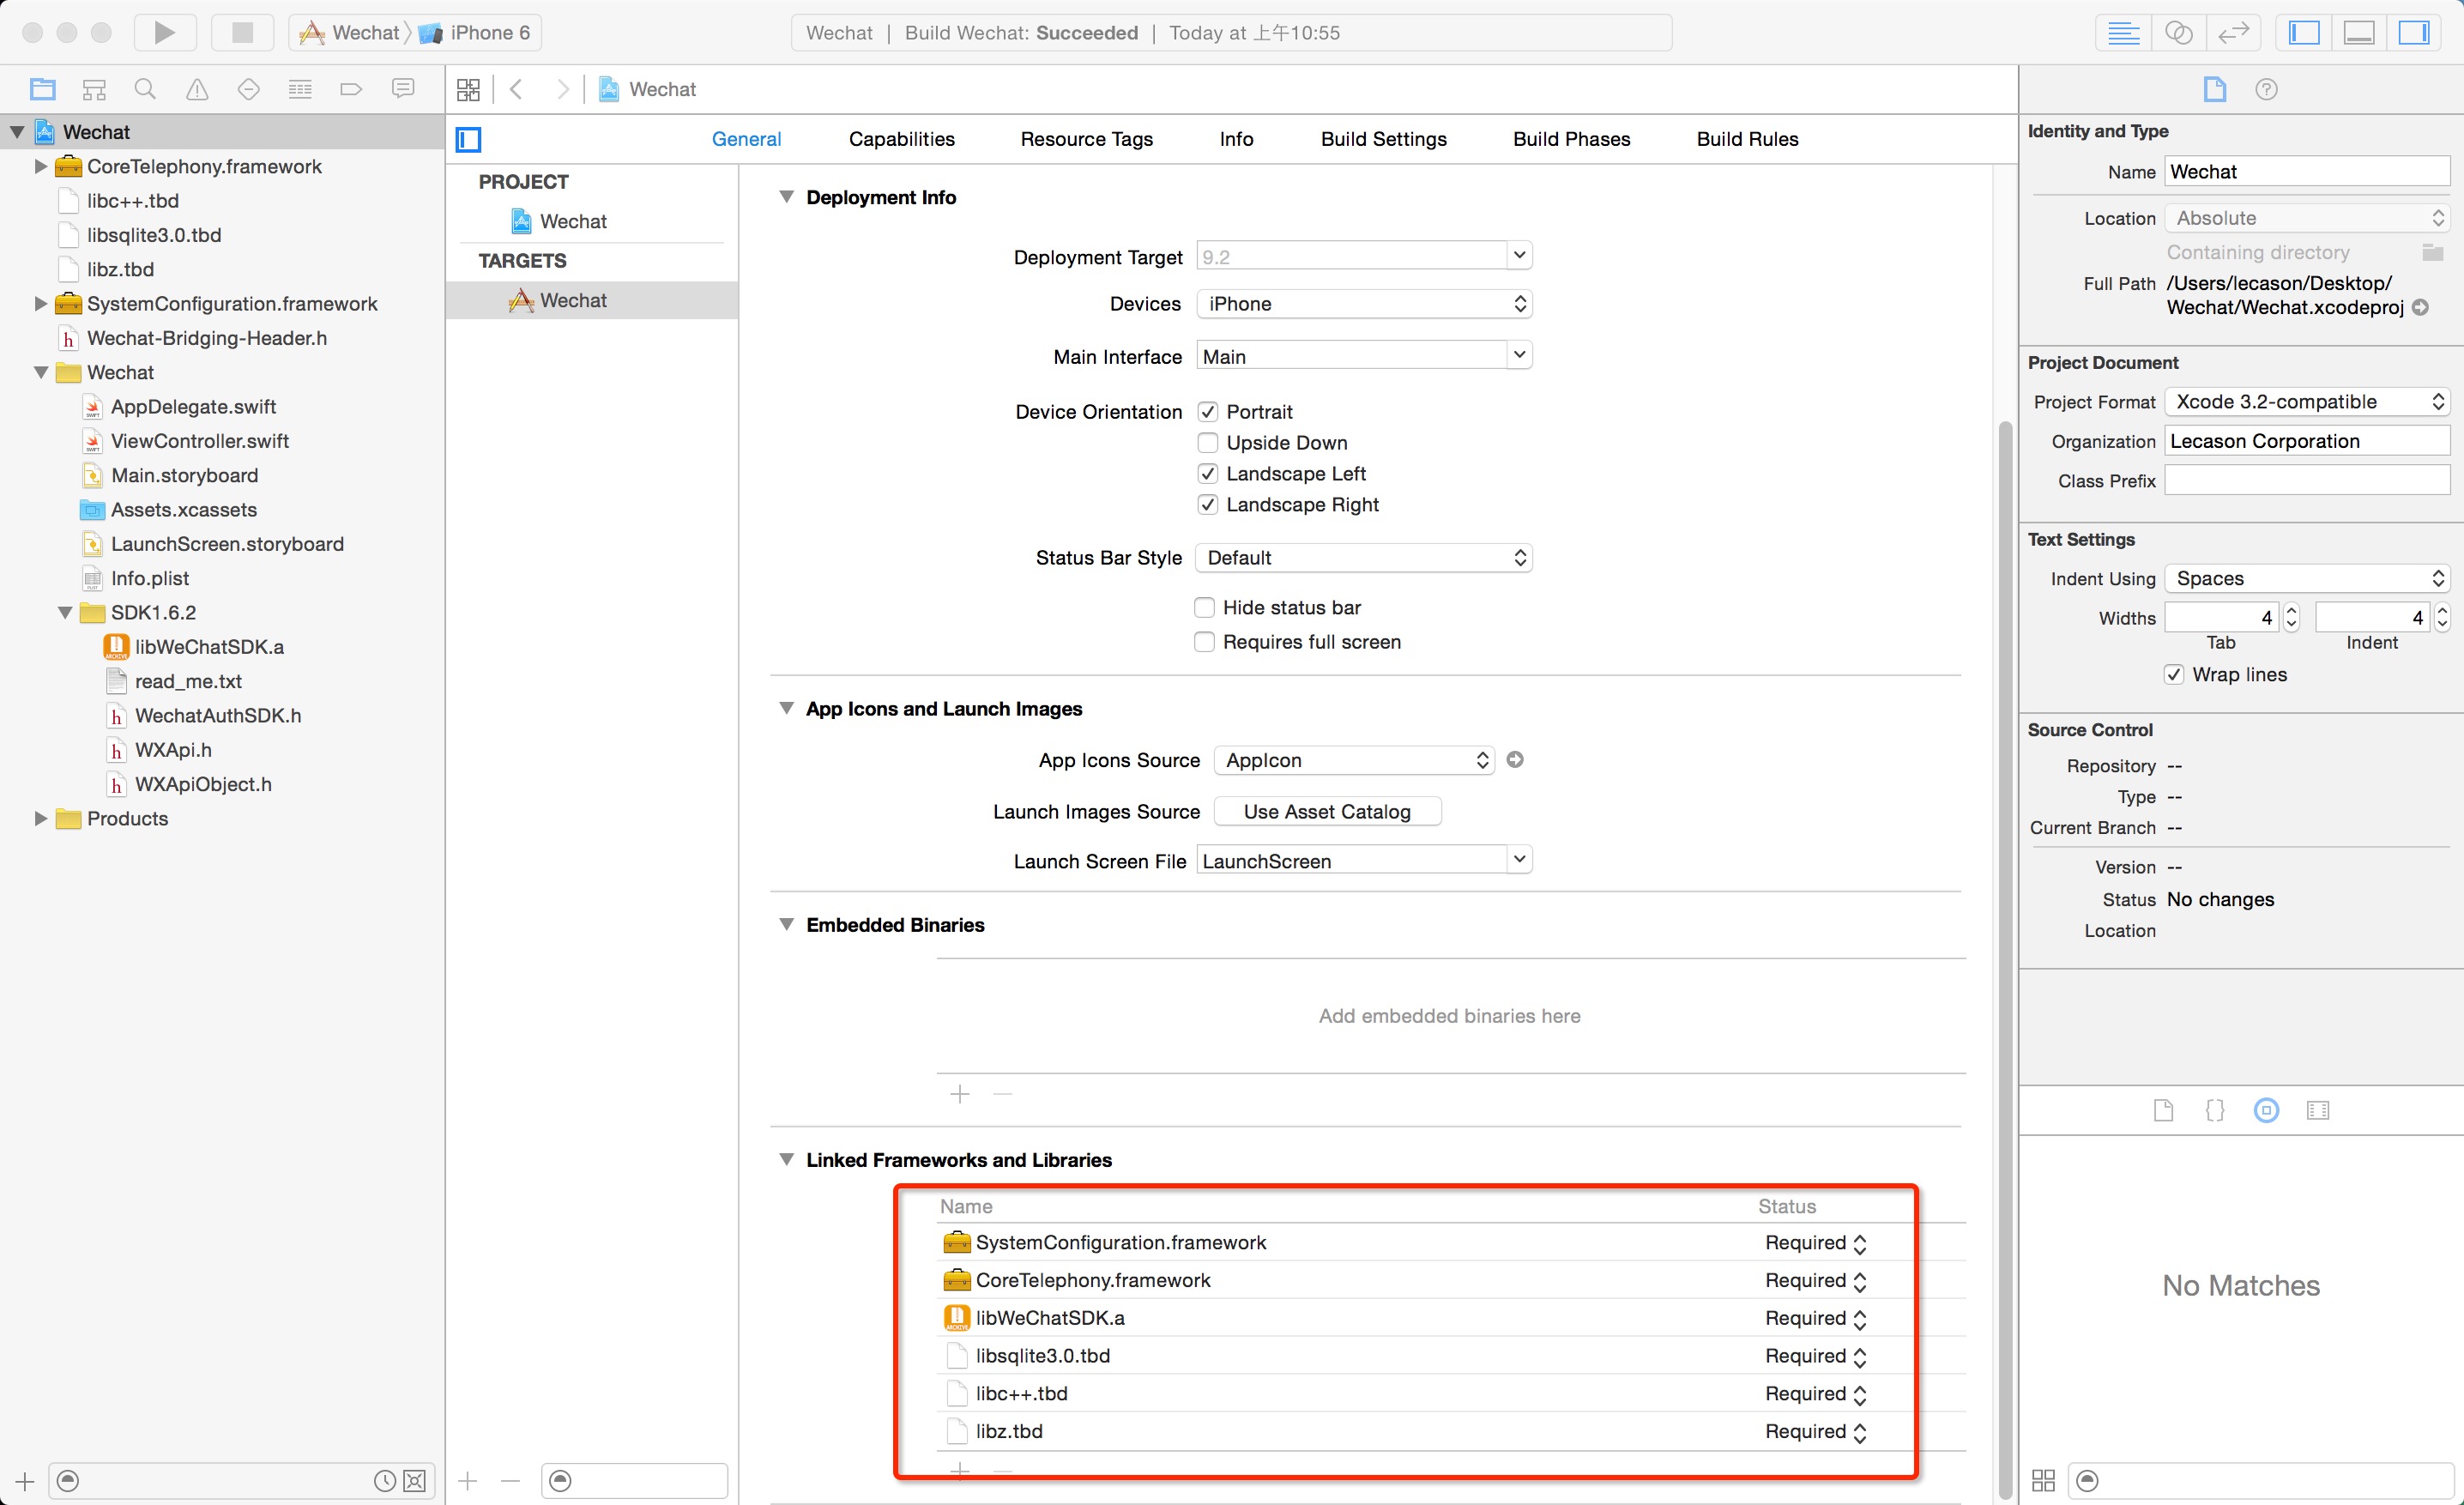 Wechat
iPhone 6
Wechat | Build Wechat: Succeeded | Today at 上午10:55
Wechat
CoreTelephony.framework
libc++.tbd
libsqlite3.0.tbd
libz.tbd
SystemConfiguration.framework
Wechat-Bridging-Header.h
Wechat
AppDelegate.swift
ViewController.swift
Main.storyboard
Assets.xcassets
LaunchScreen.storyboard
Info.plist
SDK1.6.2
libWeChatSDK.a
read_me.txt
WechatAuthSDK.h
WXApi.h
WXApiObject.h
Products
Wechat
General
Capabilities
Resource Tags
Info
Build Settings
Build Phases
Build Rules
PROJECT
Wechat
TARGETS
Wechat
Deployment Info
Deployment Target 9.2
Devices iPhone
Main Interface Main
Device Orientation Portrait
Upside Down
Landscape Left
Landscape Right
Status Bar Style Default
Hide status bar
Requires full screen
App Icons and Launch Images
App Icons Source AppIcon
Launch Images Source Use Asset Catalog
Launch Screen File LaunchScreen
Embedded Binaries
Add embedded binaries here
Linked Frameworks and Libraries
Name Status
SystemConfiguration.framework Required
CoreTelephony.framework Required
libWeChatSDK.a Required
libsqlite3.0.tbd Required
libc++.tbd Required
libz.tbd Required
Identity and Type
Name Wechat
Location Absolute
Containing directory
Full Path /Users/lecason/Desktop/
Wechat/Wechat.xcodeproj
Project Document
Project Format Xcode 3.2-compatible
Organization Lecason Corporation
Class Prefix
Text Settings
Indent Using Spaces
Widths 4 4
Tab Indent
Wrap lines
Source Control
Repository --
Type --
Current Branch --
Version --
Status No changes
Location
No Matches